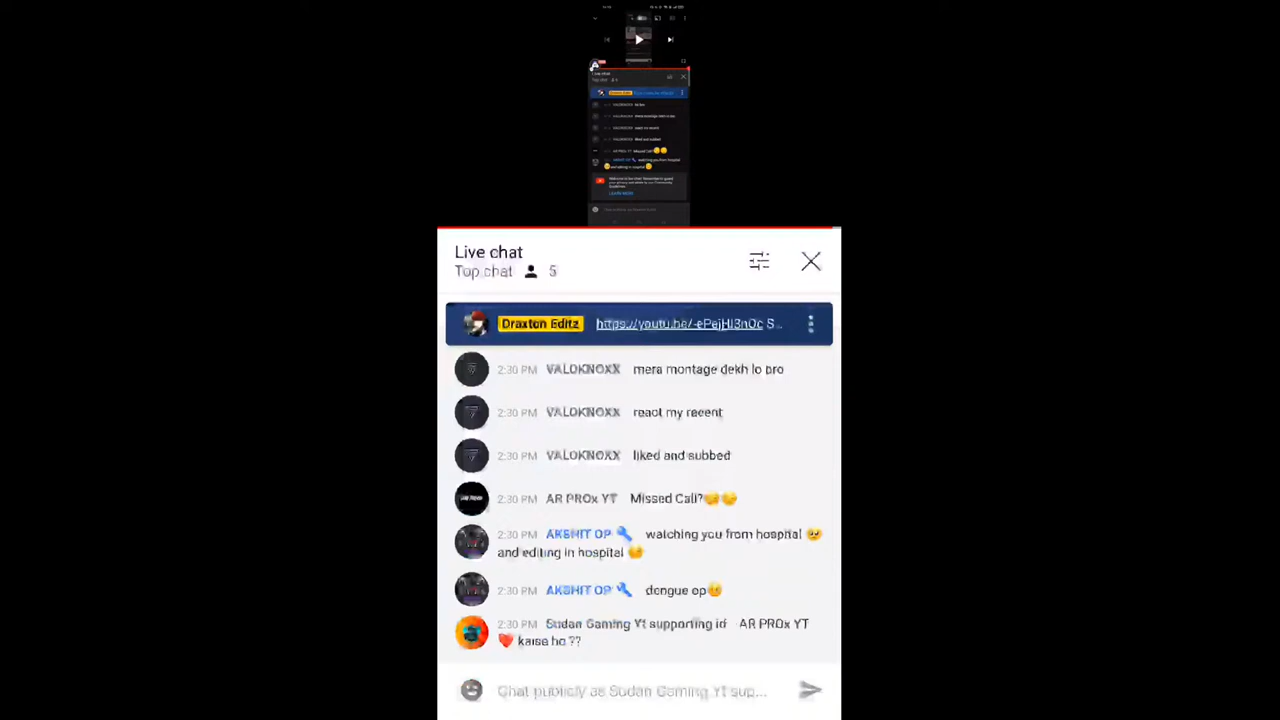 Live chat
Top chat 5
Draxton Editz https://youtu.be/-ePejHI3nOc S...
2:30 PM VALOKNOXX mera montage dekh lo bro
2:30 PM VALOKNOXX react my recent
2:30 PM VALOKNOXX liked and subbed
2:30 PM AR PROx YT Missed Call?😔😔
2:30 PM AKSHIT OP watching you from hospital 🥺
and editing in hospital 😔
2:30 PM AKSHIT OP dengue op😔
2:30 PM Sudan Gaming Yt supporting id AR PROx YT
❤️ kaise ho ??
Chat publicly as Sudan Gaming YT sup...